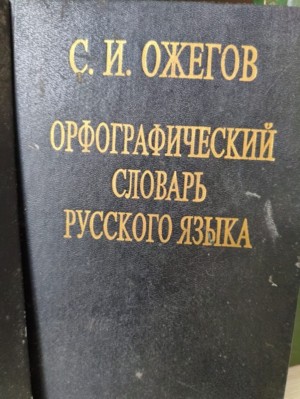 С. И. ОЖЕГОВ
ОРФОГРАФИЧЕСКИЙ
СЛОВАРЬ
РУССКОГО ЯЗЫКА